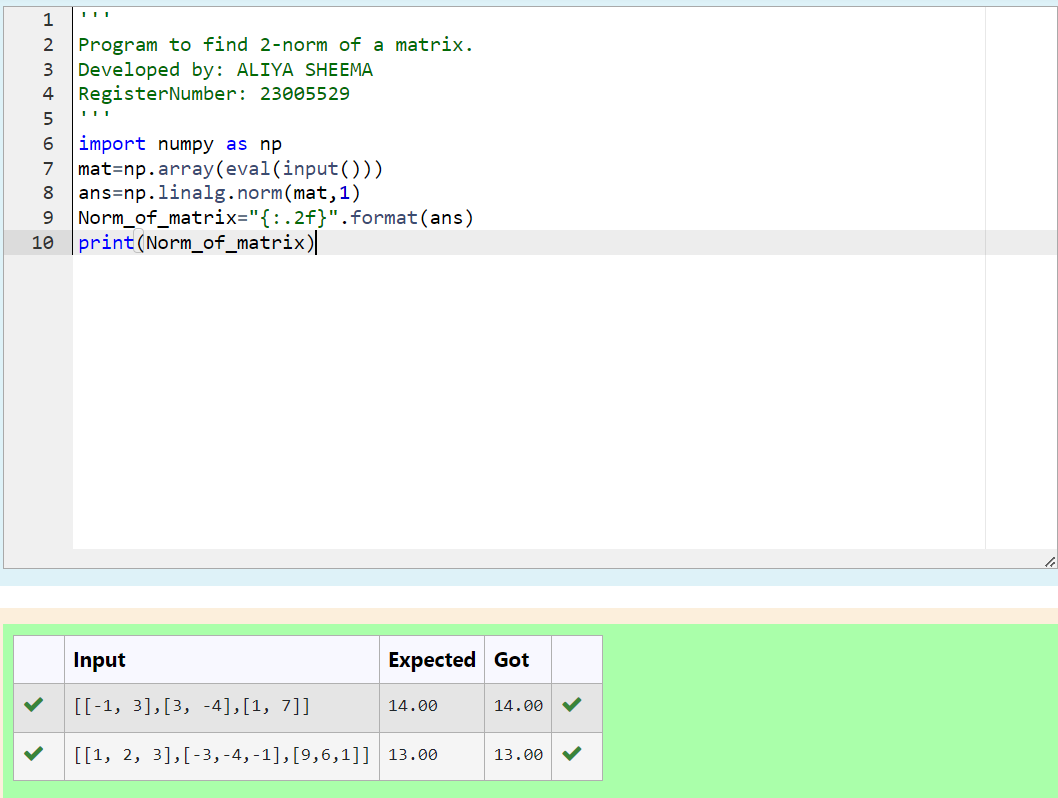 1 '''
2 Program to find 2-norm of a matrix.
3 Developed by: ALIYA SHEEMA
4 RegisterNumber: 23005529
5 '''
6 import numpy as np
7 mat=np.array(eval(input()))
8 ans=np.linalg.norm(mat,1)
9 Norm_of_matrix="{:.2f}".format(ans)
10 print(Norm_of_matrix)
Input Expected Got
[[-1, 3],[3, -4],[1, 7]] 14.00 14.00
[[1, 2, 3],[-3,-4,-1],[9,6,1]] 13.00 13.00